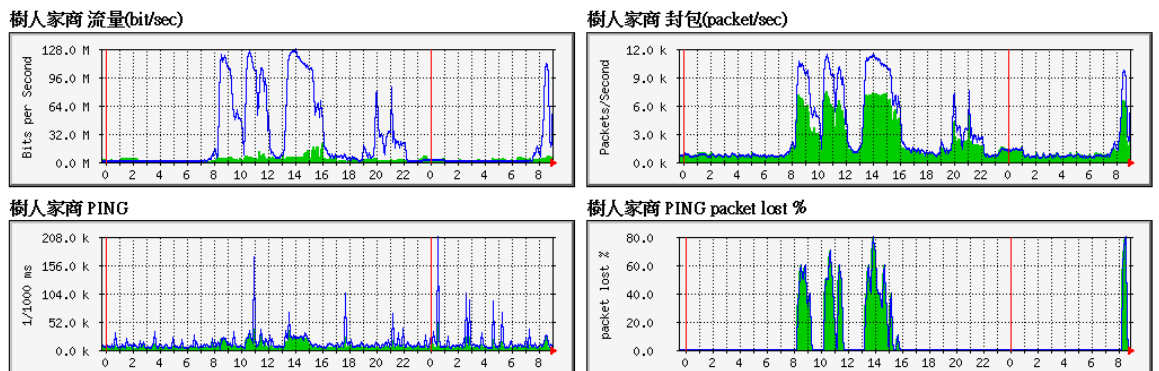 樹人家商 流量(bit/sec)
128.0 M
96.0 M
64.0 M
32.0 M
0.0 M
Bits per Second
0 2 4 6 8 10 12 14 16 18 20 22 0 2 4 6 8
樹人家商 封包(packet/sec)
12.0 k
9.0 k
6.0 k
3.0 k
0.0 k
Packets/Second
0 2 4 6 8 10 12 14 16 18 20 22 0 2 4 6 8
樹人家商 PING
208.0 k
156.0 k
104.0 k
52.0 k
0.0 k
1/1000 ms
0 2 4 6 8 10 12 14 16 18 20 22 0 2 4 6 8
樹人家商 PING packet lost %
80.0
60.0
40.0
20.0
0.0
packet lost %
0 2 4 6 8 10 12 14 16 18 20 22 0 2 4 6 8